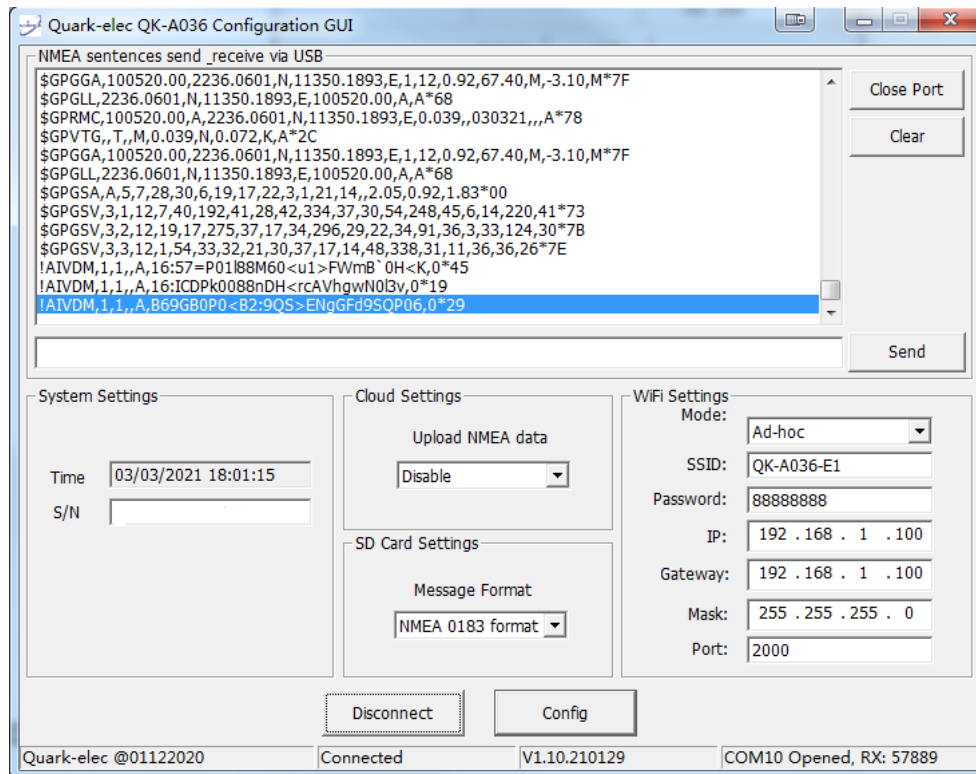 Quark-elec QK-A036 Configuration GUI
NMEA sentences send _receive via USB
$GPGGA,100520.00,2236.0601,N,11350.1893,E,1,12,0.92,67.40,M,-3.10,M*7F
$GPGLL,2236.0601,N,11350.1893,E,100520.00,A,A*68
$GPRMC,100520.00,A,2236.0601,N,11350.1893,E,0.039,,030321,,,A*78
$GPVTG,,T,,M,0.039,N,0.072,K,A*2C
$GPGGA,100520.00,2236.0601,N,11350.1893,E,1,12,0.92,67.40,M,-3.10,M*7F
$GPGLL,2236.0601,N,11350.1893,E,100520.00,A,A*68
$GPGSA,A,5,7,28,30,6,19,17,22,3,1,21,14,,2.05,0.92,1.83*00
$GPGSV,3,1,12,7,40,192,41,28,42,334,37,30,54,248,45,6,14,220,41*73
$GPGSV,3,2,12,19,17,275,37,17,34,296,29,22,34,91,36,3,33,124,30*7B
$GPGSV,3,3,12,1,54,33,32,21,30,37,17,14,48,338,31,11,36,36,26*7E
!AIVDM,1,1,,A,16:57=P01l88M60<u1>FWmB`0H<K,0*45
!AIVDM,1,1,,A,16:ICDPk0088nDH<rcAVhgwN0l3v,0*19
!AIVDM,1,1,,A,B69GB0P0<B2:9QS>ENgGFd9SQP06,0*29
Close Port
Clear
Send
System Settings
Time 03/03/2021 18:01:15
S/N
Cloud Settings
Upload NMEA data
Disable
SD Card Settings
Message Format
NMEA 0183 format
WiFi Settings
Mode: Ad-hoc
SSID: QK-A036-E1
Password: 88888888
IP: 192 . 168 . 1 . 100
Gateway: 192 . 168 . 1 . 100
Mask: 255 . 255 . 255 . 0
Port: 2000
Disconnect
Config
Quark-elec @01122020 Connected V1.10.210129 COM10 Opened, RX: 57889